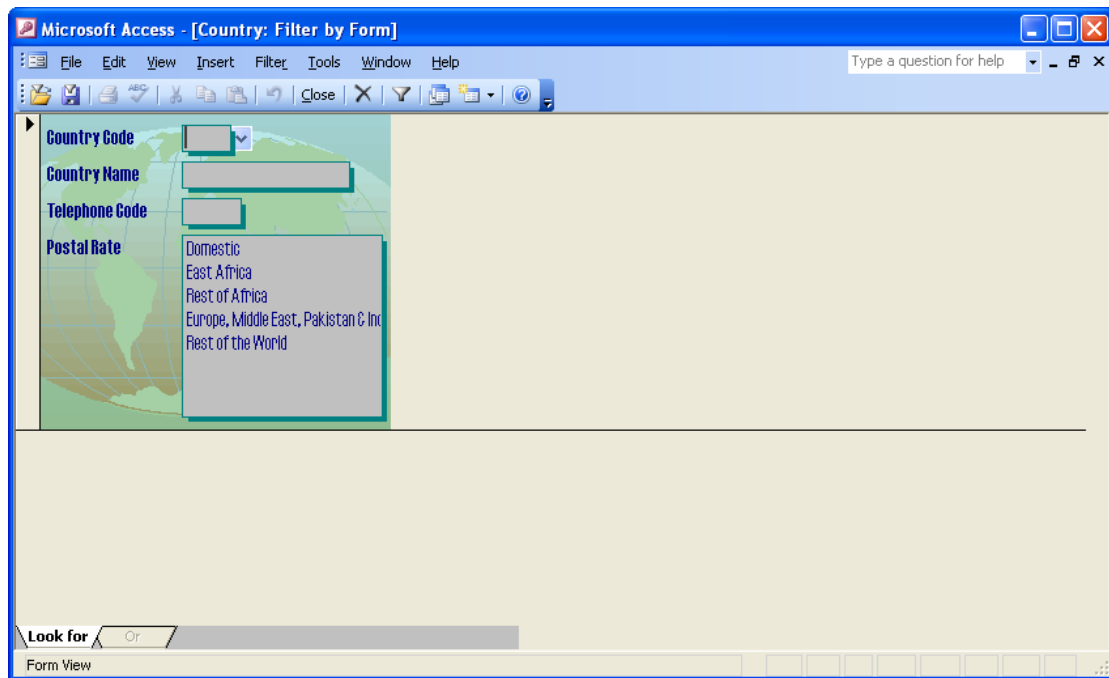 Microsoft Access - [Country: Filter by Form]
File Edit View Insert Filter Tools Window Help Type a question for help
ABC Close
Country Code
Country Name
Telephone Code
Postal Rate
Domestic
East Africa
Rest of Africa
Europe, Middle East, Pakistan & Ind
Rest of the World
Look for Or
Form View